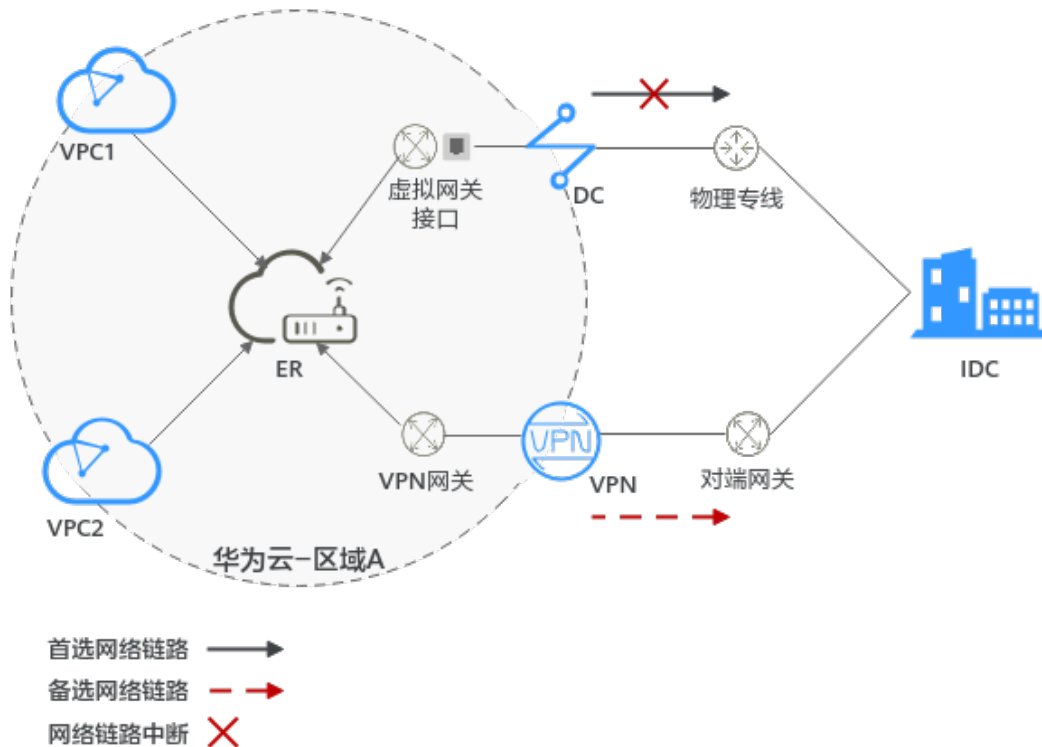 VPC1
虚拟网关
接口
DC
物理专线
ER
IDC
VPN
VPN网关
VPN
对端网关
VPC2
华为云-区域A
首选网络链路
备选网络链路
网络链路中断